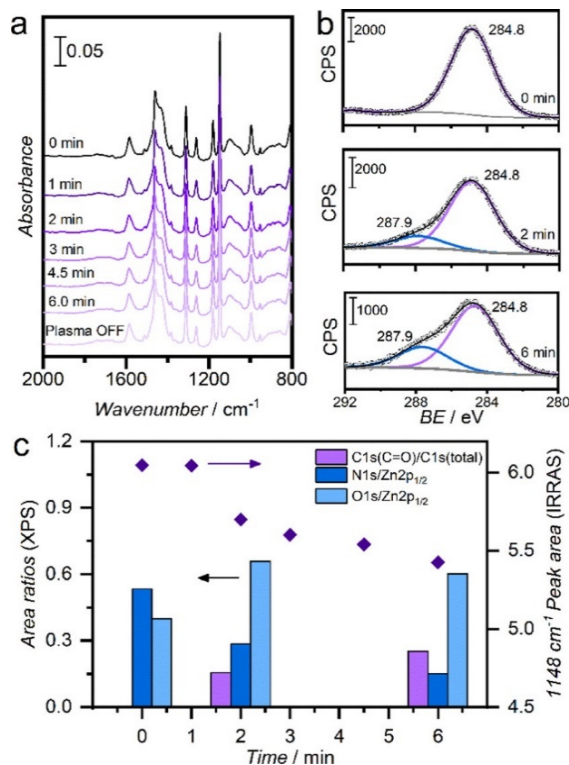 a
0.05
Absorbance
0 min
1 min
2 min
3 min
4.5 min
6.0 min
Plasma OFF
2000 1600 1200 800
Wavenumber / cm⁻¹
b
2000
284.8
CPS
0 min
2000
284.8
287.9
CPS
2 min
1000
284.8
287.9
CPS
6 min
292 288 284 280
BE / eV
c
C1s(C=O)/C1s(total)
N1s/Zn2p₁/₂
O1s/Zn2p₁/₂
Area ratios (XPS)
1.2
0.9
0.6
0.3
0.0
1148 cm⁻¹ Peak area (IRRAS)
6.0
5.5
5.0
4.5
0 1 2 3 4 5 6
Time / min